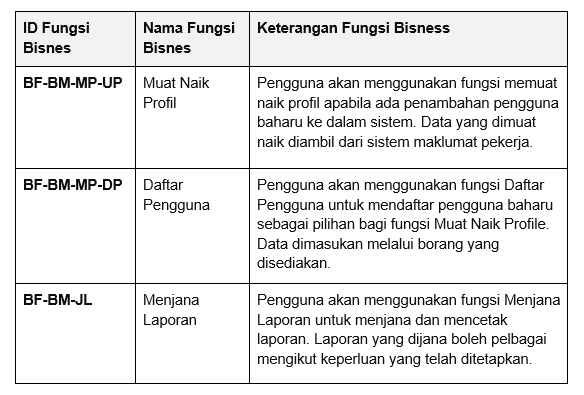 ID Fungsi
Bisnes
Nama Fungsi
Bisnes
Keterangan Fungsi Bisness
BF-BM-MP-UP
Muat Naik
Profil
Pengguna akan menggunakan fungsi memuat
naik profil apabila ada penambahan pengguna
baharu ke dalam sistem. Data yang dimuat
naik diambil dari sistem maklumat pekerja.
BF-BM-MP-DP
Daftar
Pengguna
Pengguna akan menggunakan fungsi Daftar
Pengguna untuk mendaftar pengguna baharu
sebagai pilihan bagi fungsi Muat Naik Profile.
Data dimasukan melalui borang yang
disediakan.
BF-BM-JL
Menjana
Laporan
Pengguna akan menggunakan fungsi Menjana
Laporan untuk menjana dan mencetak
laporan. Laporan yang dijana boleh pelbagai
mengikut keperluan yang telah ditetapkan.